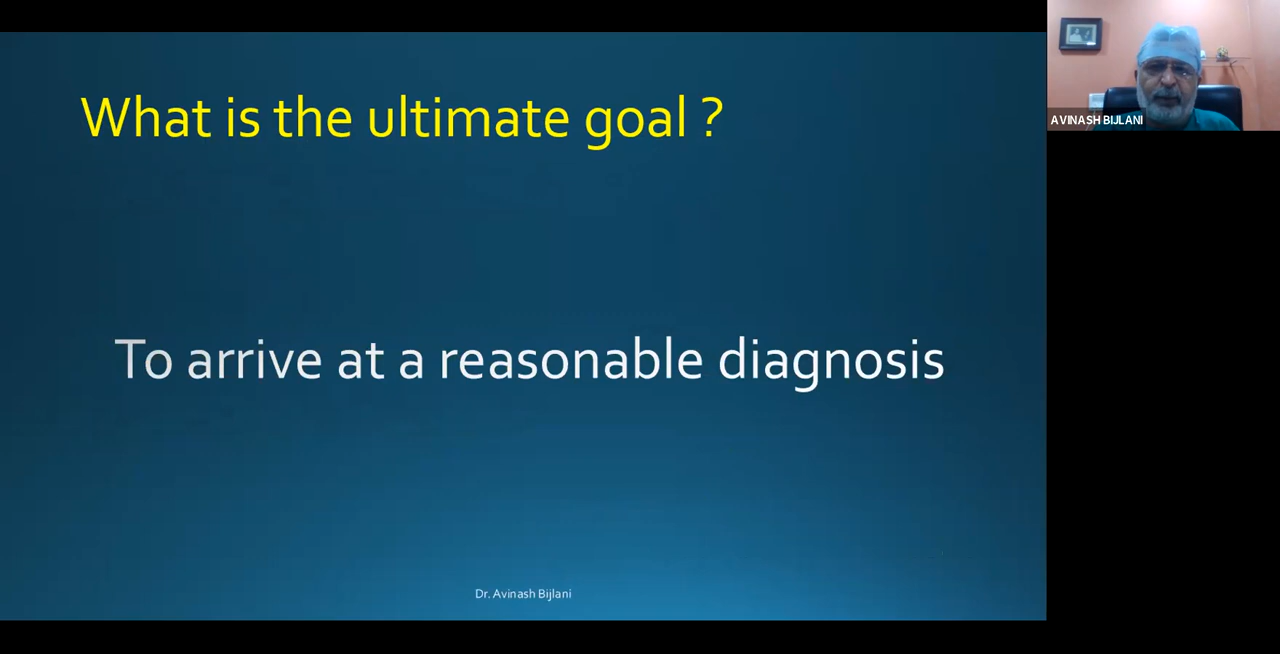 What is the ultimate goal ?
To arrive at a reasonable diagnosis
Dr. Avinash Bijlani
AVINASH BIJLANI